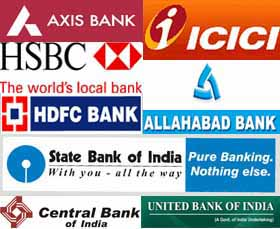 AXIS BANK
ICICI
HSBC
The world's local bank
HDFC BANK
ALLAHABAD BANK
State Bank of India
With you - all the way
Pure Banking.
Nothing else.
Central Bank
of India
UNITED BANK OF INDIA
(A Govt. of India Undertaking)